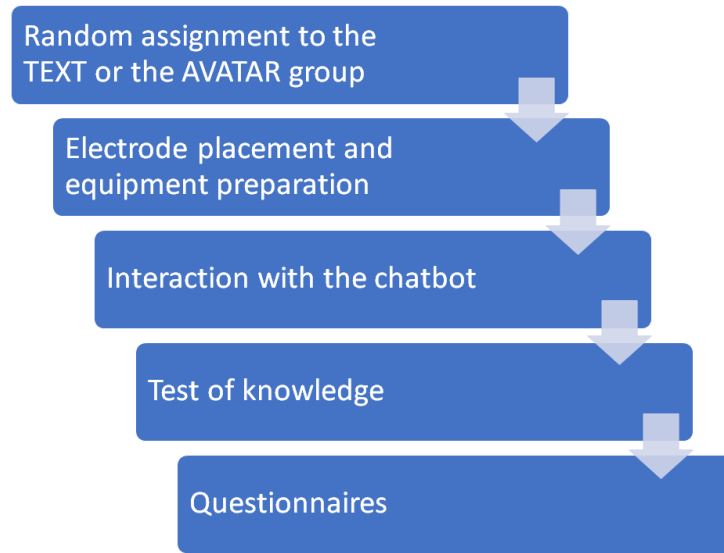 Random assignment to the
TEXT or the AVATAR group
Electrode placement and
equipment preparation
Interaction with the chatbot
Test of knowledge
Questionnaires